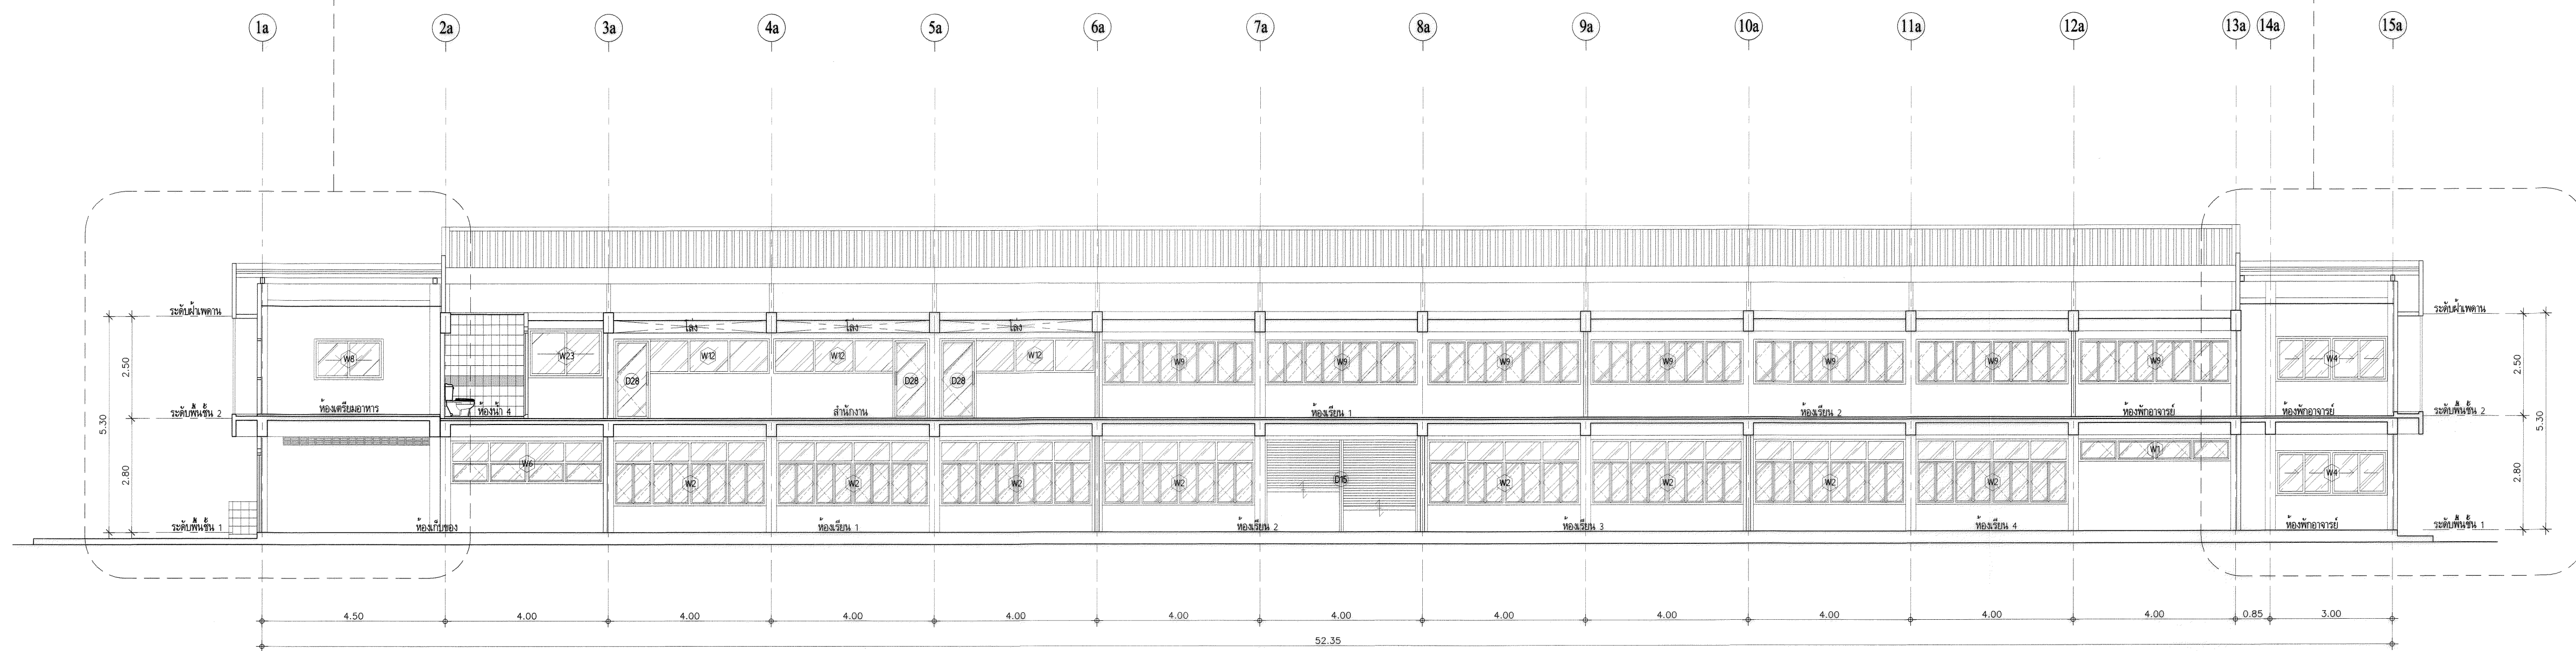 1a 2a 3a 4a 5a 6a 7a 8a 9a 10a 11a 12a 13a 14a 15a
ระดับฝ้าเพดาน ระดับฝ้าเพดาน
โล่ง โล่ง โล่ง
W8 W23 W12 W12 W12 W9 W9 W9 W9 W9 W9 W9 W4
D28 D28 D28
2.50 2.50
ห้องเตรียมอาหาร ห้องน้ำ 4 สำนักงาน ห้องเรียน 1 ห้องเรียน 2 ห้องพักอาจารย์ ห้องพักอาจารย์
ระดับพื้นชั้น 2 ระดับพื้นชั้น 2
5.30 5.30
W6 W1
2.80 W2 W2 W2 W2 D15 W2 W2 W2 W2 W4 2.80
ระดับพื้นชั้น 1 ห้องเก็บของ ห้องเรียน 1 ห้องเรียน 2 ห้องเรียน 3 ห้องเรียน 4 ห้องพักอาจารย์ ระดับพื้นชั้น 1
4.50 4.00 4.00 4.00 4.00 4.00 4.00 4.00 4.00 4.00 4.00 4.00 0.85 3.00
52.35